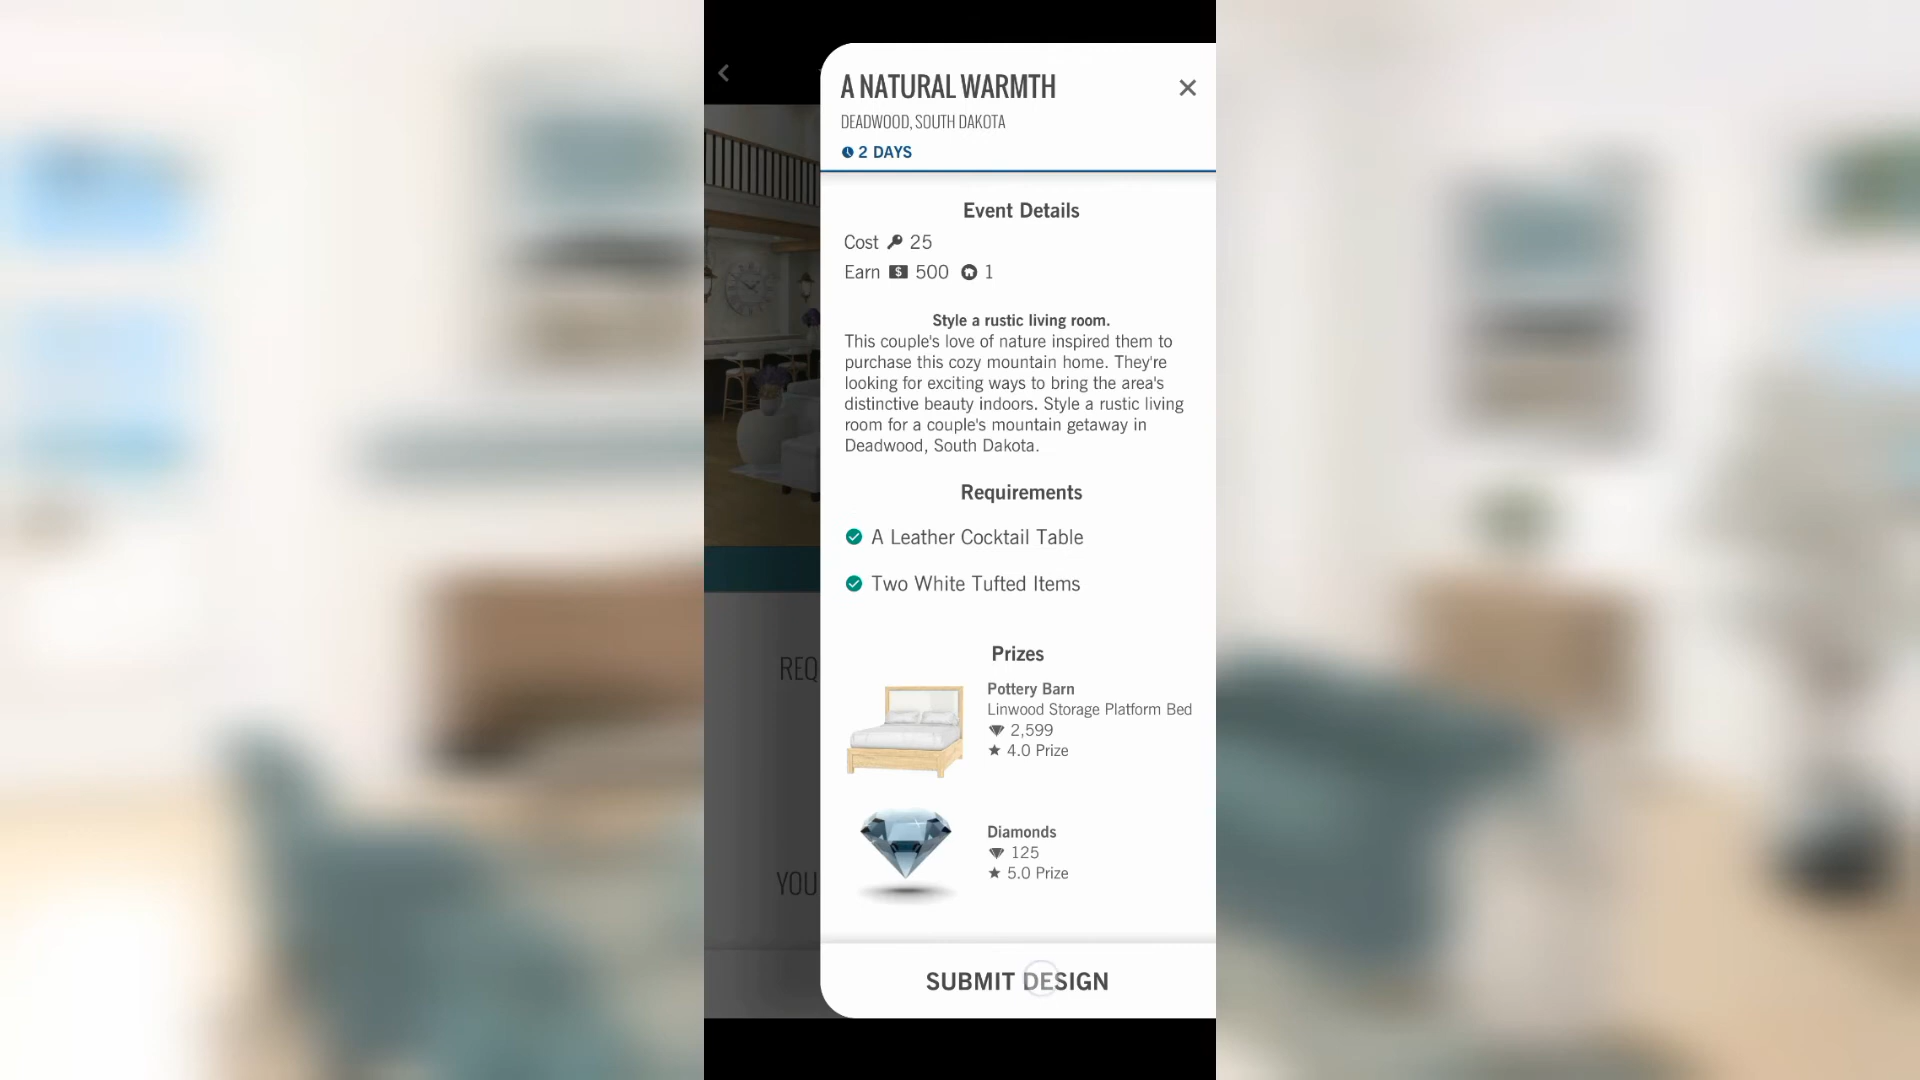 A NATURAL WARMTH
DEADWOOD, SOUTH DAKOTA
2 DAYS
Event Details
Cost 25
Earn $ 500 1
Style a rustic living room.
This couple's love of nature inspired them to
purchase this cozy mountain home. They're
looking for exciting ways to bring the area's
distinctive beauty indoors. Style a rustic living
room for a couple's mountain getaway in
Deadwood, South Dakota.
Requirements
A Leather Cocktail Table
Two White Tufted Items
REQ
Prizes
Pottery Barn
Linwood Storage Platform Bed
2,599
4.0 Prize
Diamonds
125
5.0 Prize
YOU
SUBMIT DESIGN